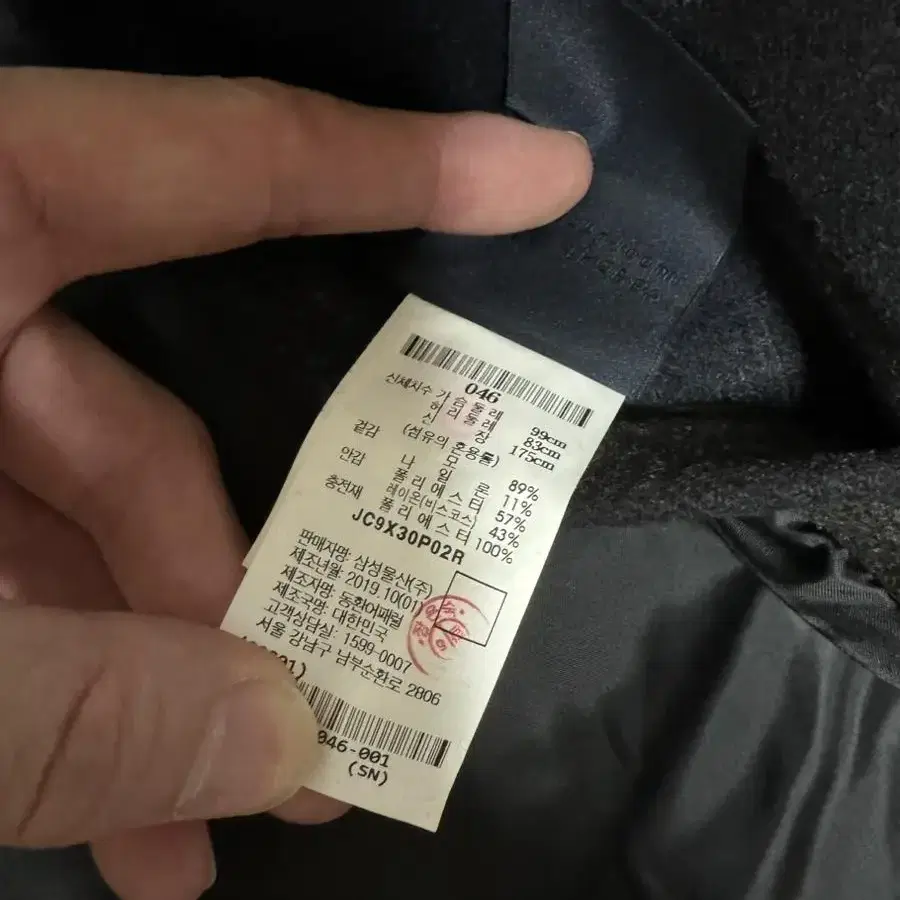 046
신체치수 가슴둘레 99cm
허리둘레 83cm
신 장 175cm
겉감 (섬유의 혼용률)
모 89%
나 일 론 11%
안감 폴리에스터 57%
레이온(비스코스) 43%
충전재 폴리에스터 100%
JC9X30P02R
판매자명: 삼성물산(주)
제조년월: 2019.10(01)
제조자명: 동환어패럴
제조국명: 대한민국
고객상담실: 1599-0007
서울 강남구 남부순환로 2806
046-001
(SN)